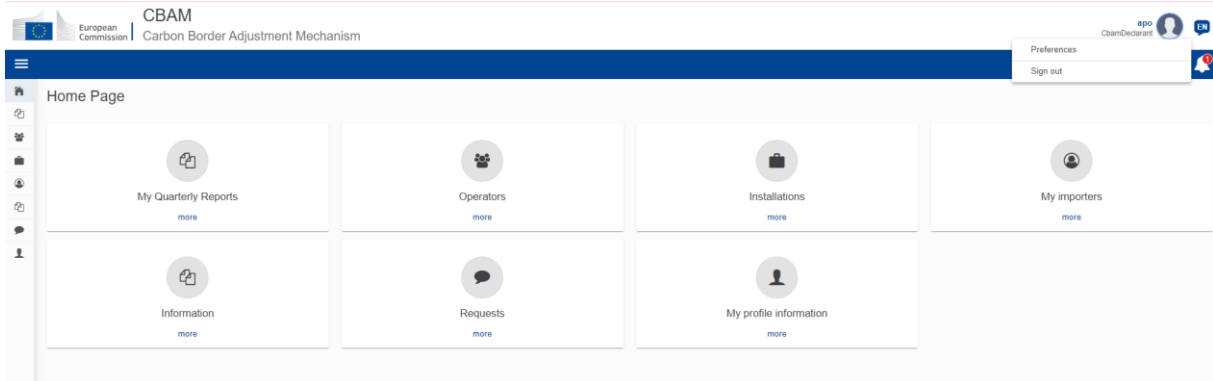 European
Commission
CBAM
Carbon Border Adjustment Mechanism
apo
CbamDeclarant
EN
Preferences
Sign out
1
Home Page
My Quarterly Reports
more
Operators
more
Installations
more
My importers
more
Information
more
Requests
more
My profile information
more